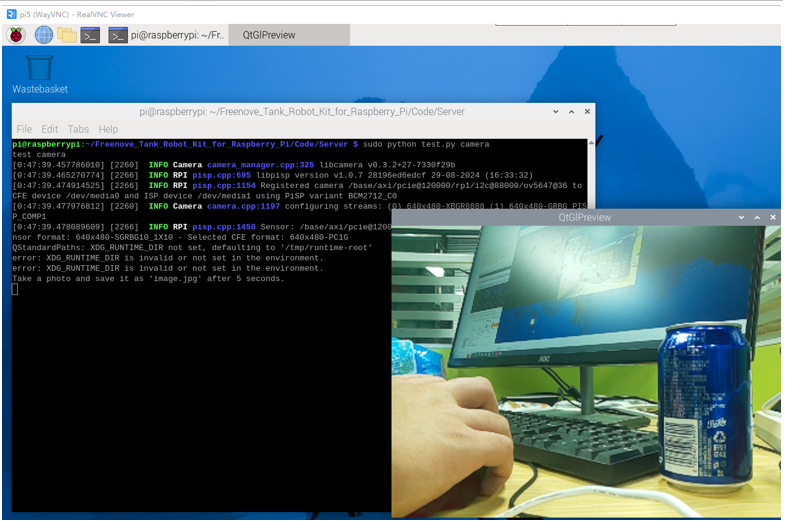 pi5 (WayVNC) - RealVNC Viewer
pi@raspberrypi: ~/Fr..
QtGlPreview
Wastebasket
pi@raspberrypi: ~/Freenove_Tank_Robot_Kit_for_Raspberry_Pi/Code/Server
File Edit Tabs Help
pi@raspberrypi:~/Freenove_Tank_Robot_Kit_for_Raspberry_Pi/Code/Server $ sudo python test.py camera
test camera
[0:47:39.457786010] [2260]  INFO Camera camera_manager.cpp:325 libcamera v0.3.2+27-7330f29b
[0:47:39.465270774] [2260]  INFO RPI pisp.cpp:695 libpisp version v1.0.7 28196ed6edcf 29-08-2024 (16:33:32)
[0:47:39.474914525] [2260]  INFO RPI pisp.cpp:1154 Registered camera /base/axi/pcie@120000/rp1/i2c@88000/ov5647@36 to
CFE device /dev/media0 and ISP device /dev/media1 using PiSP variant BCM2712_C0
[0:47:39.477976812] [2260]  INFO Camera camera.cpp:1197 configuring streams: (0) 640x480-XBGR8888 (1) 640x480-GRBG_PIS
P_COMP1
[0:47:39.478089609] [2260]  INFO RPI pisp.cpp:1450 Sensor: /base/axi/pcie@1200
nsor format: 640x480-SGRBG10_1X10 - Selected CFE format: 640x480-PC1G
QStandardPaths: XDG_RUNTIME_DIR not set, defaulting to '/tmp/runtime-root'
error: XDG_RUNTIME_DIR is invalid or not set in the environment.
error: XDG_RUNTIME_DIR is invalid or not set in the environment.
Take a photo and save it as 'image.jpg' after 5 seconds.
QtGlPreview
AOC